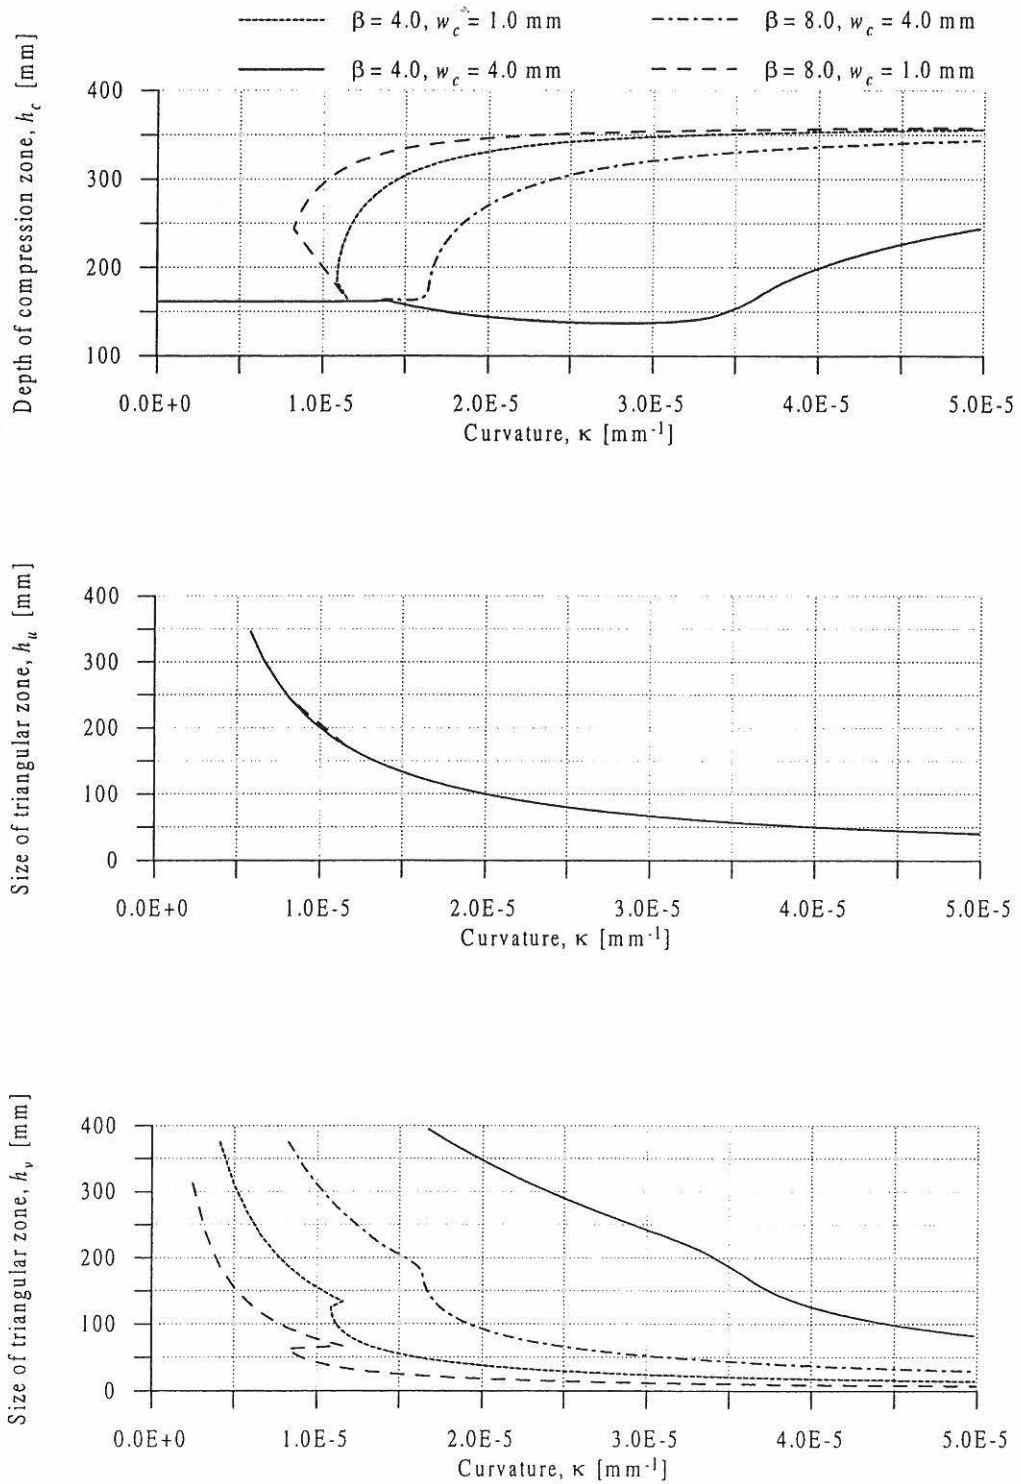 β = 4.0, w_c = 1.0 mm
β = 8.0, w_c = 4.0 mm
β = 4.0, w_c = 4.0 mm
β = 8.0, w_c = 1.0 mm
Depth of compression zone, h_c [mm]
400
300
200
100
0.0E+0 1.0E-5 2.0E-5 3.0E-5 4.0E-5 5.0E-5
Curvature, κ [mm⁻¹]
Size of triangular zone, h_u [mm]
400
300
200
100
0
0.0E+0 1.0E-5 2.0E-5 3.0E-5 4.0E-5 5.0E-5
Curvature, κ [mm⁻¹]
Size of triangular zone, h_v [mm]
400
300
200
100
0
0.0E+0 1.0E-5 2.0E-5 3.0E-5 4.0E-5 5.0E-5
Curvature, κ [mm⁻¹]